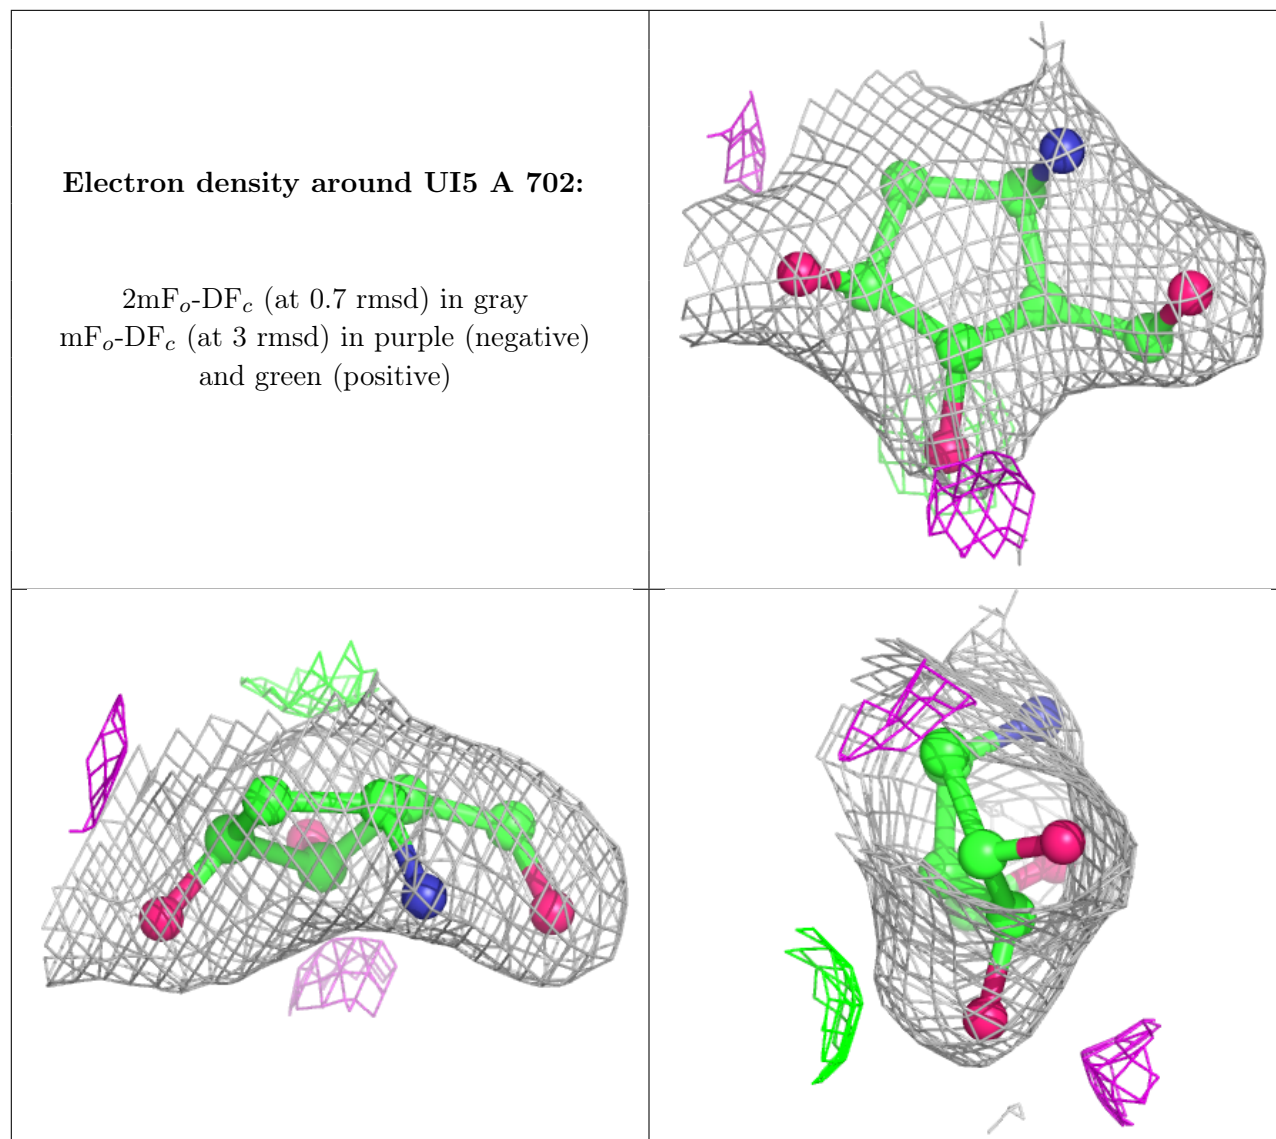 Electron density around UI5 A 702:
2mFo-DFc (at 0.7 rmsd) in gray
mFo-DFc (at 3 rmsd) in purple (negative)
and green (positive)